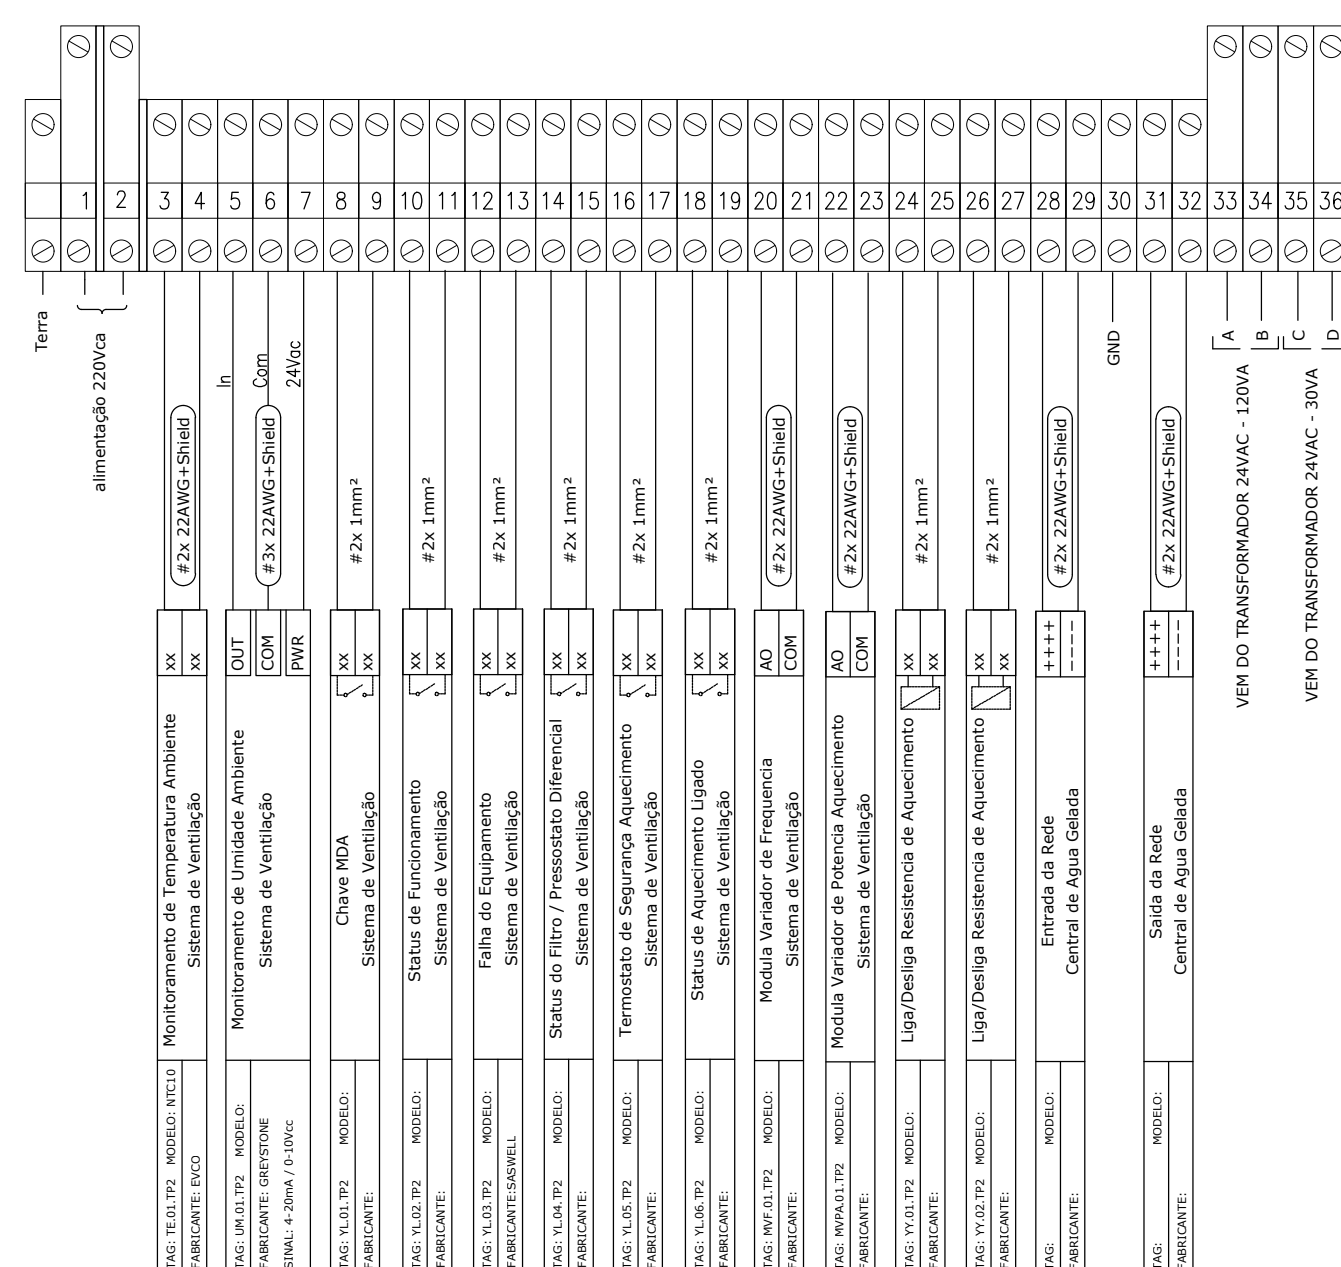 1 2 3 4 5 6 7 8 9 10 11 12 13 14 15 16 17 18 19 20 21 22 23 24 25 26 27 28 29 30 31 32 33 34 35 36
Terra
alimentação 220Vca
In
Com
24Vac
GND
A
B
C
D
VEM DO TRANSFORMADOR 24VAC - 120VA
VEM DO TRANSFORMADOR 24VAC - 30VA
#2x 22AWG+Shield
xx
xx
Monitoramento de Temperatura Ambiente
Sistema de Ventilação
TAG: TE.01.TP2 MODELO: NTC10
FABRICANTE: EVCO
#3x 22AWG+Shield
OUT
COM
PWR
Monitoramento de Umidade Ambiente
Sistema de Ventilação
TAG: UM.01.TP2 MODELO:
FABRICANTE: GREYSTONE
SINAL: 4-20mA / 0-10Vcc
#2x 1mm²
xx
xx
Chave MDA
Sistema de Ventilação
TAG: YL.01.TP2 MODELO:
FABRICANTE:
#2x 1mm²
xx
xx
Status de Funcionamento
Sistema de Ventilação
TAG: YL.02.TP2 MODELO:
FABRICANTE:
#2x 1mm²
xx
xx
Falha do Equipamento
Sistema de Ventilação
TAG: YL.03.TP2 MODELO:
FABRICANTE:SASWELL
#2x 1mm²
xx
xx
Status do Filtro / Pressostato Diferencial
Sistema de Ventilação
TAG: YL.04.TP2 MODELO:
FABRICANTE:
#2x 1mm²
xx
xx
Termostato de Segurança Aquecimento
Sistema de Ventilação
TAG: YL.05.TP2 MODELO:
FABRICANTE:
#2x 1mm²
xx
xx
Status de Aquecimento Ligado
Sistema de Ventilação
TAG: YL.06.TP2 MODELO:
FABRICANTE:
#2x 22AWG+Shield
AO
COM
Modula Variador de Frequencia
Sistema de Ventilação
TAG: MVF.01.TP2 MODELO:
FABRICANTE:
#2x 22AWG+Shield
AO
COM
Modula Variador de Potencia Aquecimento
Sistema de Ventilação
TAG: MVPA.01.TP2 MODELO:
FABRICANTE:
#2x 1mm²
xx
xx
Liga/Desliga Resistencia de Aquecimento
TAG: YY.01.TP2 MODELO:
FABRICANTE:
#2x 1mm²
xx
xx
Liga/Desliga Resistencia de Aquecimento
TAG: YY.02.TP2 MODELO:
FABRICANTE:
#2x 22AWG+Shield
++++
----
Entrada da Rede
Central de Agua Gelada
TAG: MODELO:
FABRICANTE:
#2x 22AWG+Shield
++++
----
Saida da Rede
Central de Agua Gelada
TAG: MODELO:
FABRICANTE: